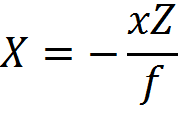 X = − xZ / f